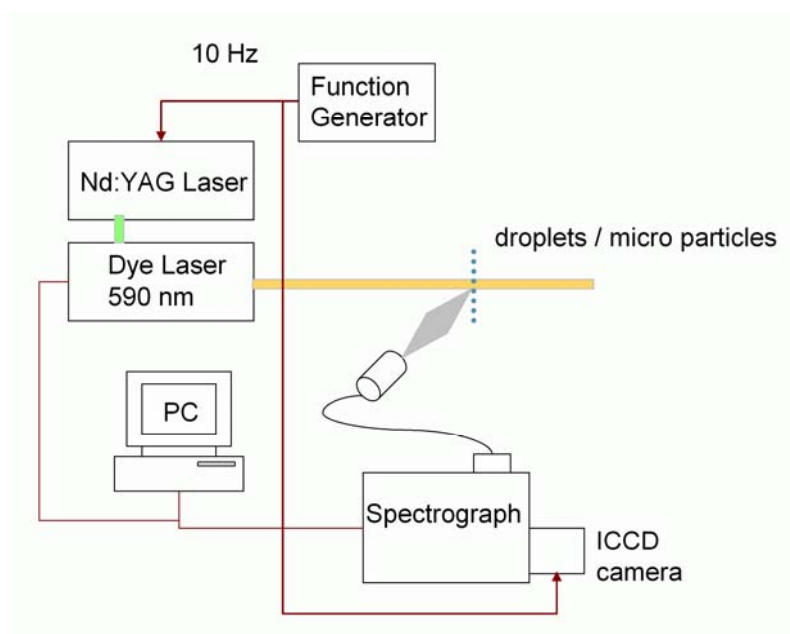 10 Hz
Function
Generator
Nd:YAG Laser
droplets / micro particles
Dye Laser
590 nm
PC
Spectrograph
ICCD
camera